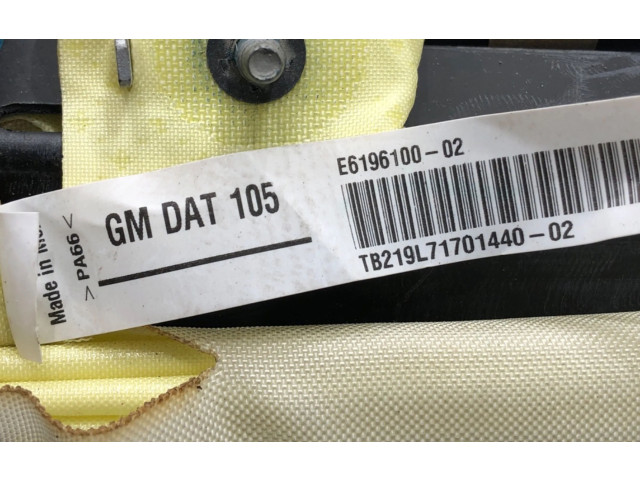 Made in
> PA66 <
GM DAT 105
E6196100-02
TB219L71701440-02